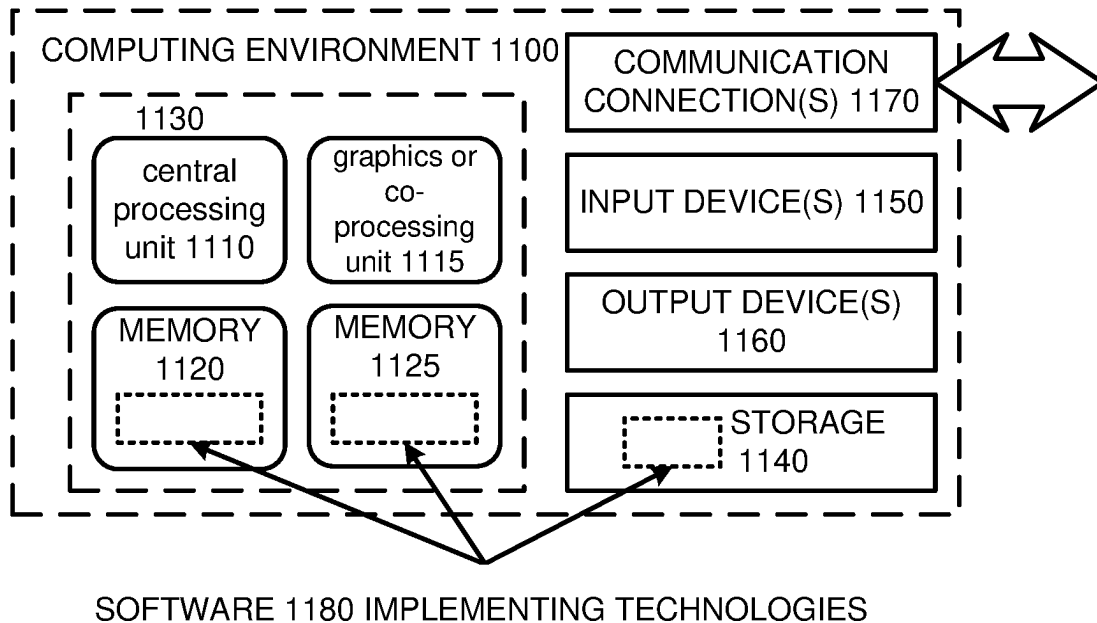 COMPUTING ENVIRONMENT 1100
COMMUNICATION
CONNECTION(S) 1170
1130
central
processing
unit 1110
graphics or
co-
processing
unit 1115
INPUT DEVICE(S) 1150
OUTPUT DEVICE(S)
1160
MEMORY
1120
MEMORY
1125
STORAGE
1140
SOFTWARE 1180 IMPLEMENTING TECHNOLOGIES